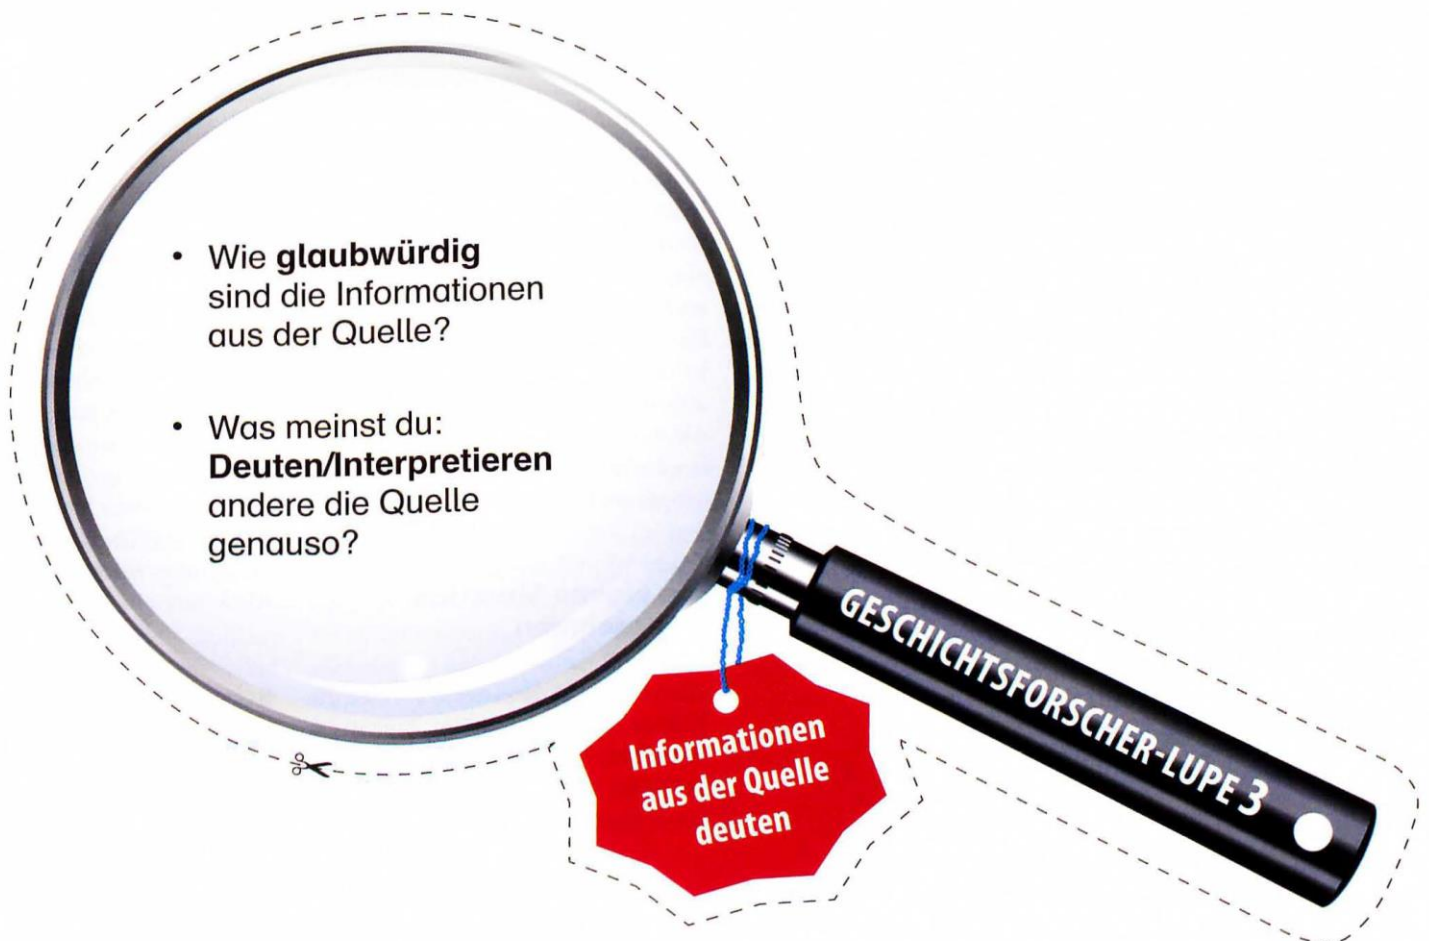 • Wie glaubwürdig
sind die Informationen
aus der Quelle?
• Was meinst du:
Deuten/Interpretieren
andere die Quelle
genauso?
GESCHICHTSFORSCHER-LUPE 3
Informationen
aus der Quelle
deuten